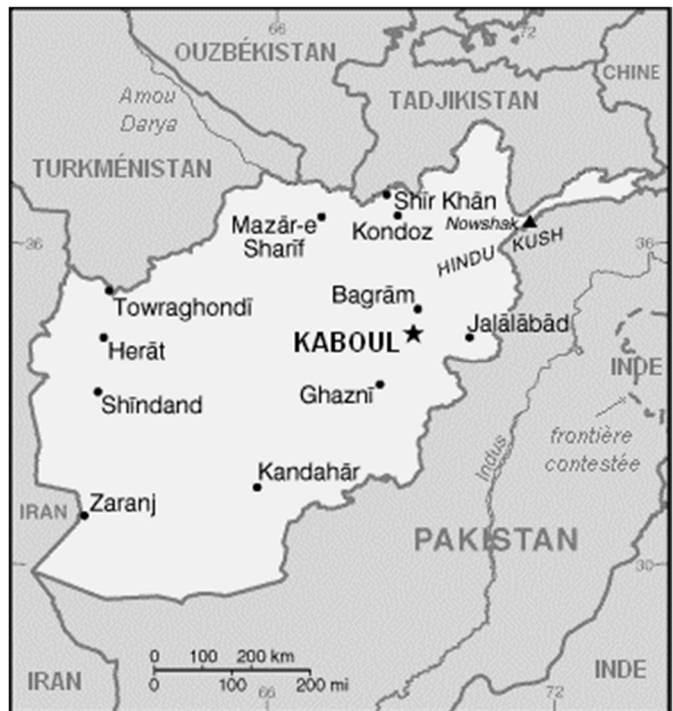 66
72
OUZBÉKISTAN
CHINE
Amou
Darya
TADJIKISTAN
TURKMÉNISTAN
Shīr Khān
Mazār-e
Sharīf
Kondoz
Nowshak
36
HINDU
KUSH
36
Bagrām
Towraghondī
Jalālābād
KABOUL
Herāt
INDE
Ghaznī
Shīndand
frontière
contestée
Indus
Kandahār
Zaranj
IRAN
PAKISTAN
30
0 100 200 km
0 100 200 mi
IRAN
INDE
66
72